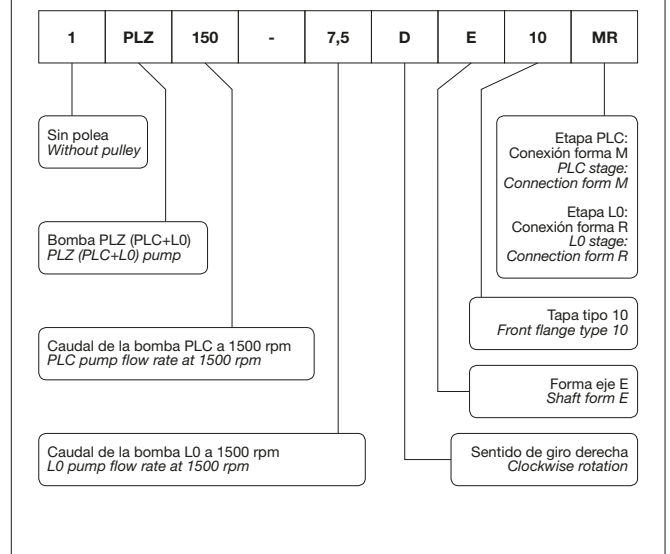 1 PLZ 150 - 7,5 D E 10 MR
Sin polea
Without pulley
Bomba PLZ (PLC+L0)
PLZ (PLC+L0) pump
Caudal de la bomba PLC a 1500 rpm
PLC pump flow rate at 1500 rpm
Caudal de la bomba L0 a 1500 rpm
L0 pump flow rate at 1500 rpm
Etapa PLC:
Conexión forma M
PLC stage:
Connection form M
Etapa L0:
Conexión forma R
L0 stage:
Connection form R
Tapa tipo 10
Front flange type 10
Forma eje E
Shaft form E
Sentido de giro derecha
Clockwise rotation